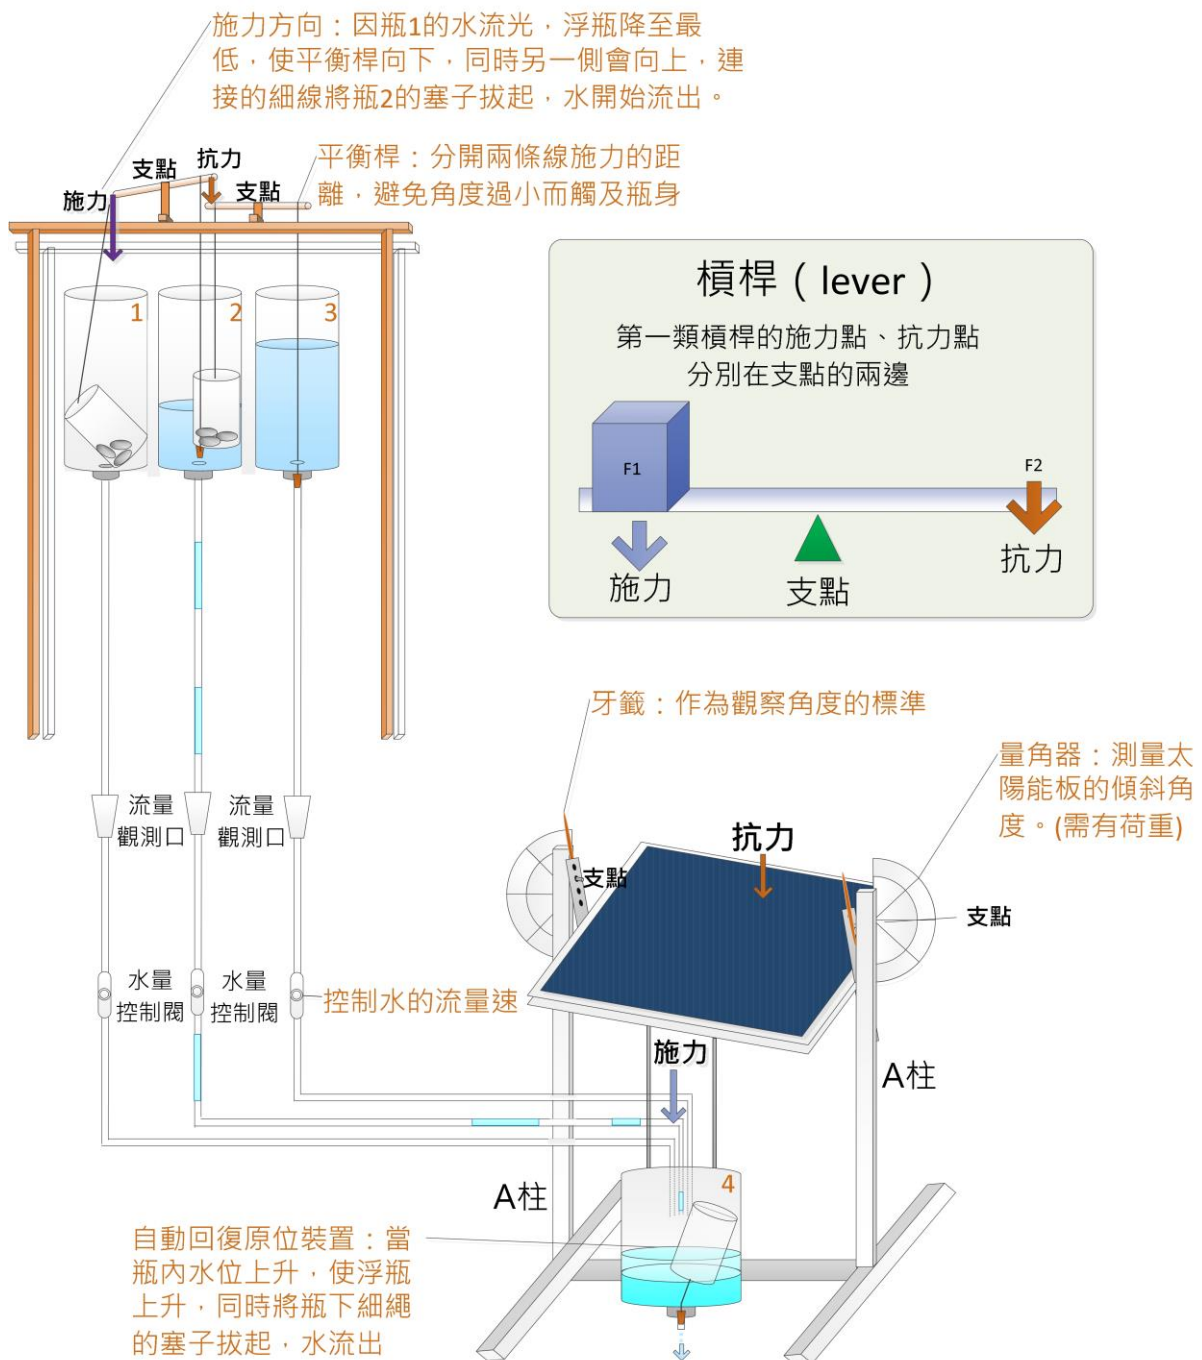 施力方向：因瓶1的水流光，浮瓶降至最
低，使平衡桿向下，同時另一側會向上，連
接的細線將瓶2的塞子拔起，水開始流出。
平衡桿：分開兩條線施力的距
離，避免角度過小而觸及瓶身
抗力
支點
施力
支點
1
2
3
槓桿（lever）
第一類槓桿的施力點、抗力點
分別在支點的兩邊
F1
F2
施力
支點
抗力
牙籤：作為觀察角度的標準
量角器：測量太
陽能板的傾斜角
度。(需有荷重)
流量
觀測口
流量
觀測口
抗力
支點
支點
水量
控制閥
水量
控制閥
控制水的流量速
施力
A柱
A柱
4
自動回復原位裝置：當
瓶內水位上升，使浮瓶
上升，同時將瓶下細繩
的塞子拔起，水流出